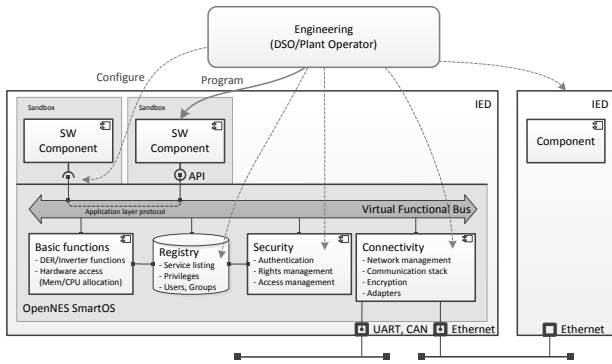 Engineering
(DSO/Plant Operator)
Configure
Program
Sandbox
Sandbox
IED
IED
SW
Component
SW
Component
Component
API
Application layer protocol
Virtual Functional Bus
Basic functions
- DER/Inverter functions
- Hardware access
(Mem/CPU allocation)
Registry
- Service listing
- Privileges
- Users, Groups
Security
- Authentication
- Rights management
- Access management
Connectivity
- Network management
- Communication stack
- Encryption
- Adapters
OpenNES SmartOS
UART, CAN
Ethernet
Ethernet